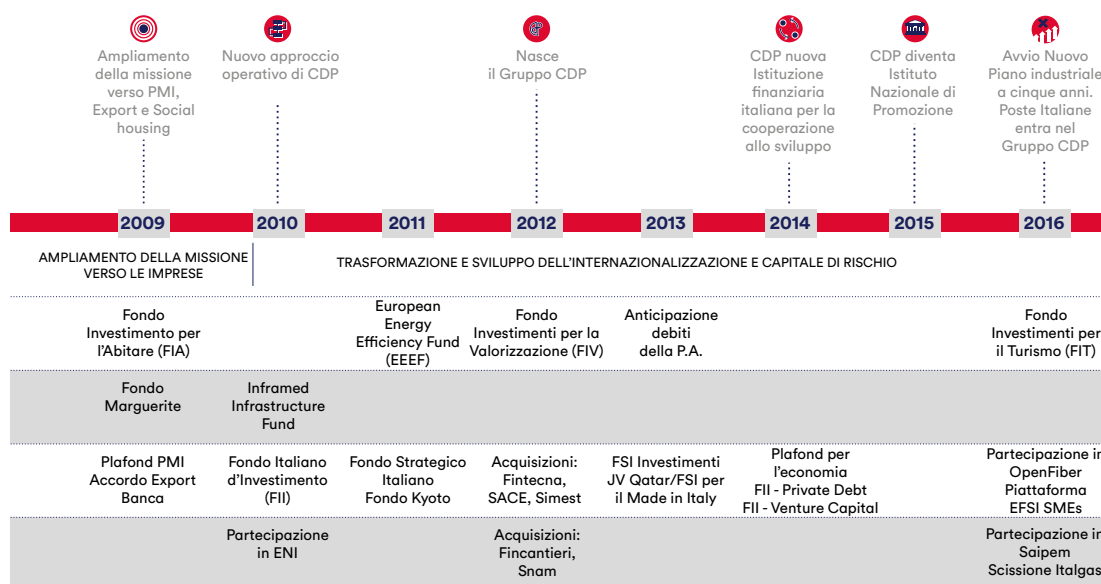 Ampliamento
della missione
verso PMI,
Export e Social
housing
Nuovo approccio
operativo di CDP
Nasce
il Gruppo CDP
CDP nuova
Istituzione
finanziaria
italiana per la
cooperazione
allo sviluppo
CDP diventa
Istituto
Nazionale di
Promozione
Avvio Nuovo
Piano industriale
a cinque anni.
Poste Italiane
entra nel
Gruppo CDP
2009
2010
2011
2012
2013
2014
2015
2016
AMPLIAMENTO DELLA MISSIONE
VERSO LE IMPRESE
TRASFORMAZIONE E SVILUPPO DELL'INTERNALIZZAZIONE E CAPITALE DI RISCHIO
Fondo
Investimento per
l'Abitare (FIA)
European
Energy
Efficiency Fund
(EEEF)
Fondo
Investimenti per la
Valorizzazione (FIV)
Anticipazione
debiti
della P.A.
Fondo
Investimenti per
il Turismo (FIT)
Fondo
Marguerite
Inframed
Infrastructure
Fund
Plafond PMI
Accordo Export
Banca
Fondo Italiano
d'Investimento
(FII)
Fondo Strategico
Italiano
Fondo Kyoto
Acquisizioni:
Fintecna,
SACE, Simest
FSI Investimenti
JV Qatar/FSI per
il Made in Italy
Plafond per
l'economia
FII - Private Debt
FII - Venture Capital
Partecipazione in
OpenFiber
Piattaforma
EFSI SMEs
Partecipazione
in ENI
Acquisizioni:
Fincantieri,
Snam
Partecipazione in
Saipem
Scissione Italgas